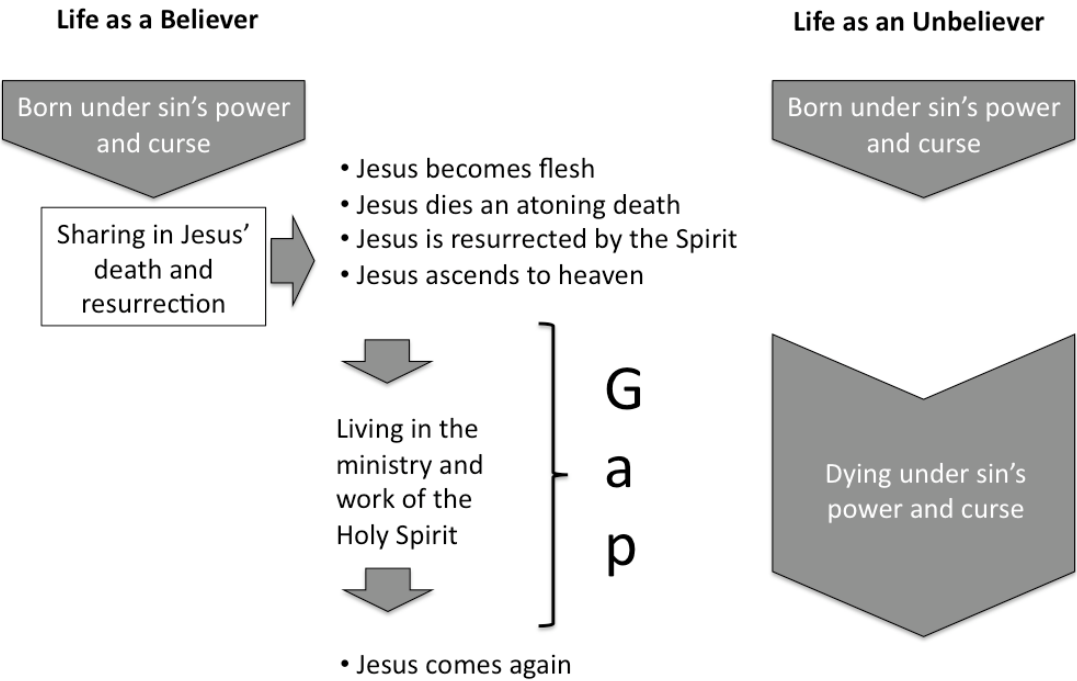 Life as a Believer
Born under sin’s power
and curse
Sharing in Jesus’
death and
resurrection
• Jesus becomes flesh
• Jesus dies an atoning death
• Jesus is resurrected by the Spirit
• Jesus ascends to heaven
Living in the
ministry and
work of the
Holy Spirit
G
a
p
• Jesus comes again
Life as an Unbeliever
Born under sin’s power
and curse
Dying under sin’s
power and curse